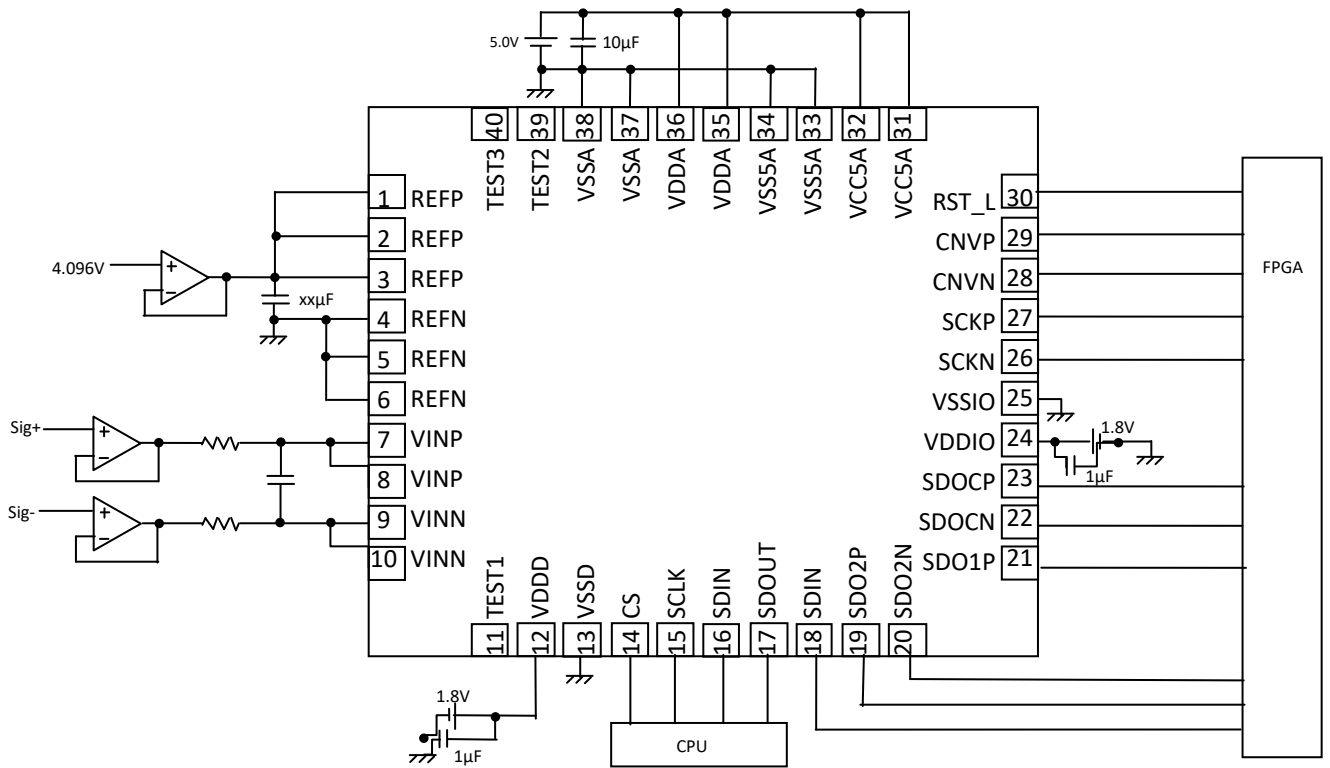 5.0V
10µF
40 39 38 37 36 35 34 33 32 31
TEST3 TEST2 VSSA VSSA VDDA VDDA VSS5A VSS5A VCC5A VCC5A
1 REFP
2 REFP
4.096V
3 REFP
xxµF
4 REFN
5 REFN
6 REFN
Sig+
7 VINP
8 VINP
Sig-
9 VINN
10 VINN
RST_L 30
CNVP 29
CNVN 28
SCKP 27
SCKN 26
VSSIO 25
VDDIO 24
1.8V
1µF
SDOCP 23
SDOCN 22
SDO1P 21
FPGA
TEST1 VDDD VSSD CS SCLK SDIN SDOUT SDIN SDO2P SDO2N
11 12 13 14 15 16 17 18 19 20
1.8V
1µF
CPU